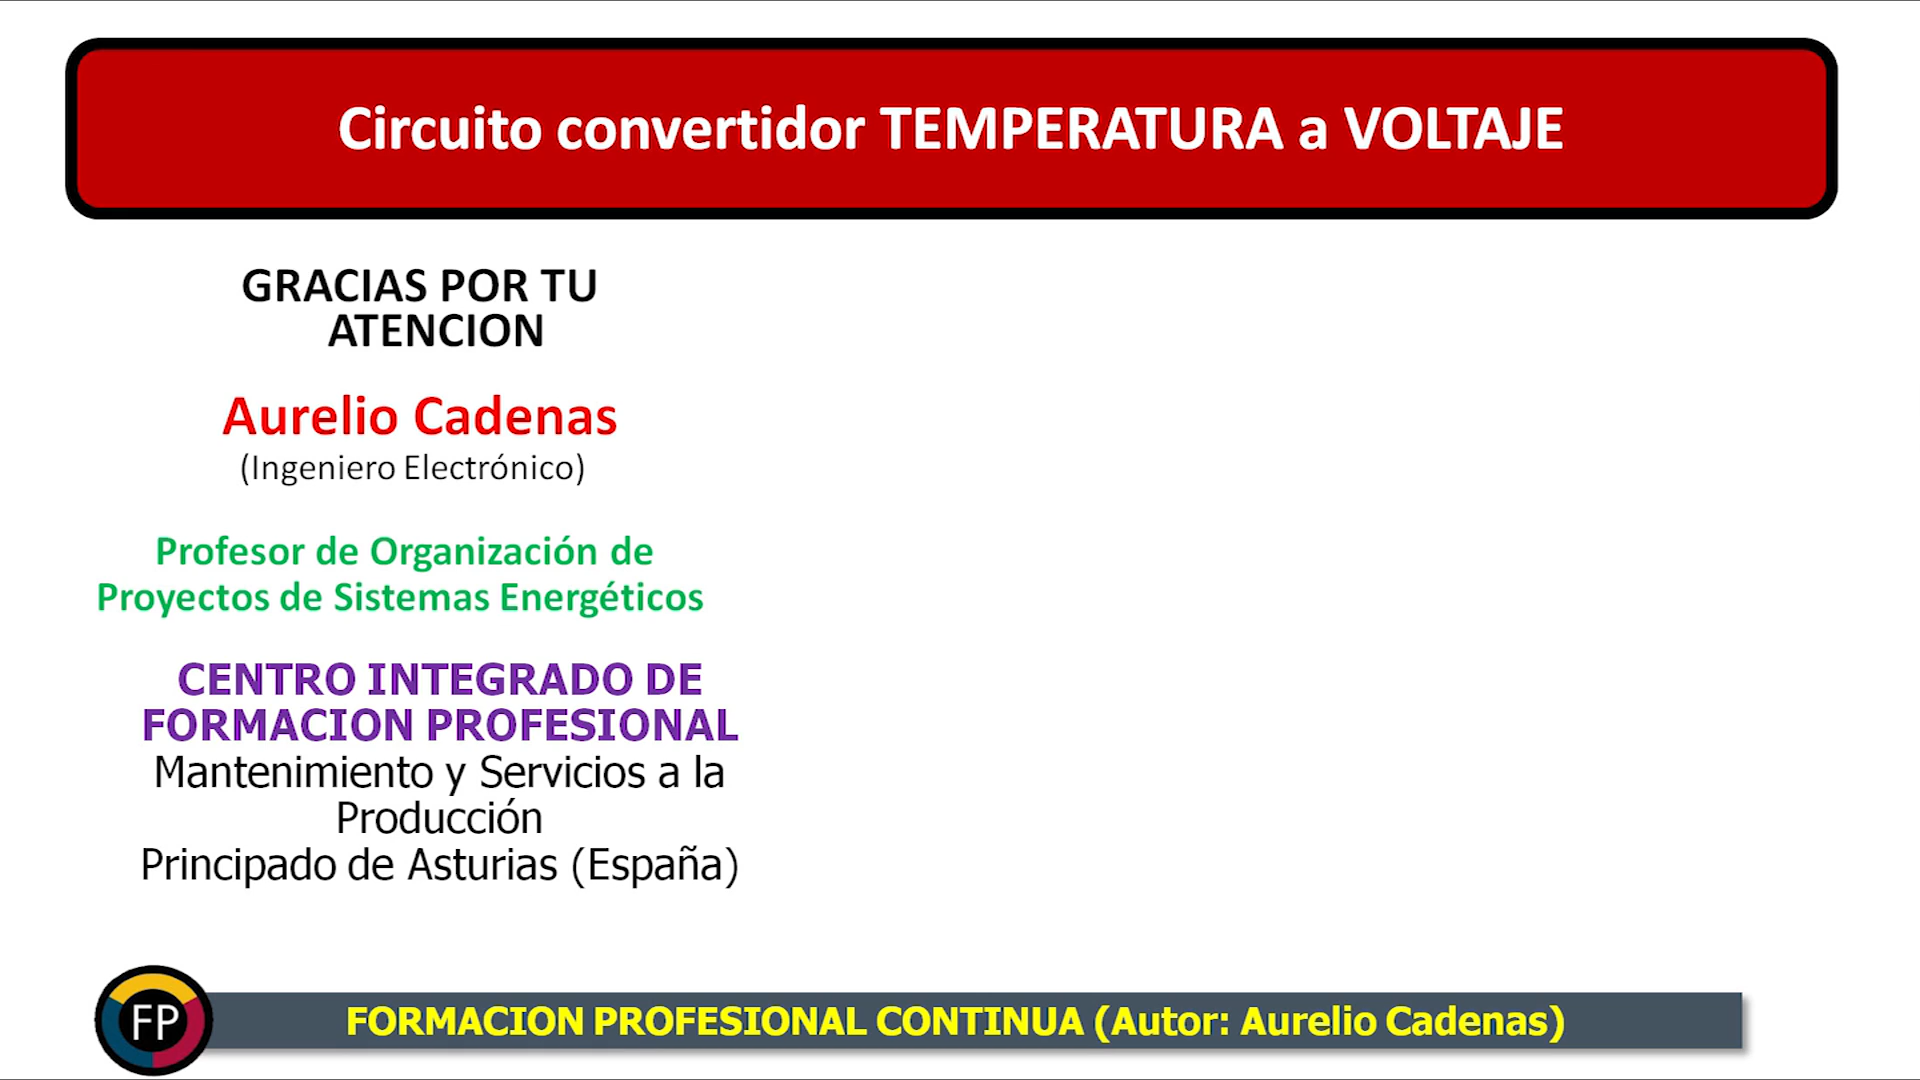 Circuito convertidor TEMPERATURA a VOLTAJE
GRACIAS POR TU
ATENCION
Aurelio Cadenas
(Ingeniero Electrónico)
Profesor de Organización de
Proyectos de Sistemas Energéticos
CENTRO INTEGRADO DE
FORMACION PROFESIONAL
Mantenimiento y Servicios a la
Producción
Principado de Asturias (España)
FP
FORMACION PROFESIONAL CONTINUA (Autor: Aurelio Cadenas)